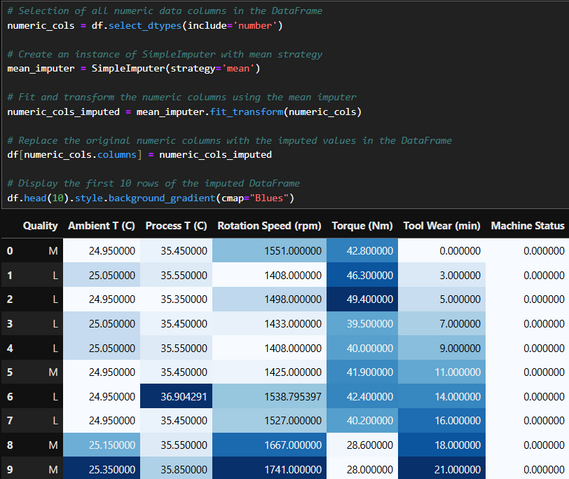 # Selection of all numeric data columns in the DataFrame
numeric_cols = df.select_dtypes(include='number')
# Create an instance of SimpleImputer with mean strategy
mean_imputer = SimpleImputer(strategy='mean')
# Fit and transform the numeric columns using the mean imputer
numeric_cols_imputed = mean_imputer.fit_transform(numeric_cols)
# Replace the original numeric columns with the imputed values in the DataFrame
df[numeric_cols.columns] = numeric_cols_imputed
# Display the first 10 rows of the imputed DataFrame
df.head(10).style.background_gradient(cmap="Blues")
Quality Ambient T (C) Process T (C) Rotation Speed (rpm) Torque (Nm) Tool Wear (min) Machine Status
0 M 24.950000 35.450000 1551.000000 42.800000 0.000000 0.000000
1 L 25.050000 35.550000 1408.000000 46.300000 3.000000 0.000000
2 L 24.950000 35.350000 1498.000000 49.400000 5.000000 0.000000
3 L 25.050000 35.450000 1433.000000 39.500000 7.000000 0.000000
4 L 25.050000 35.550000 1408.000000 40.000000 9.000000 0.000000
5 M 24.950000 35.450000 1425.000000 41.900000 11.000000 0.000000
6 L 24.950000 36.904291 1538.795397 42.400000 14.000000 0.000000
7 L 24.950000 35.450000 1527.000000 40.200000 16.000000 0.000000
8 M 25.150000 35.550000 1667.000000 28.600000 18.000000 0.000000
9 M 25.350000 35.850000 1741.000000 28.000000 21.000000 0.000000